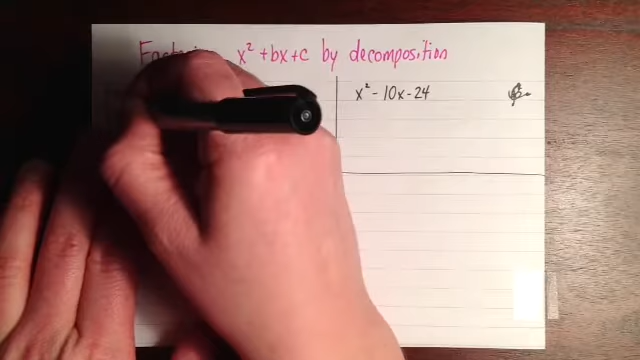 x² + bx + c by decomposition
x² - 10x - 24